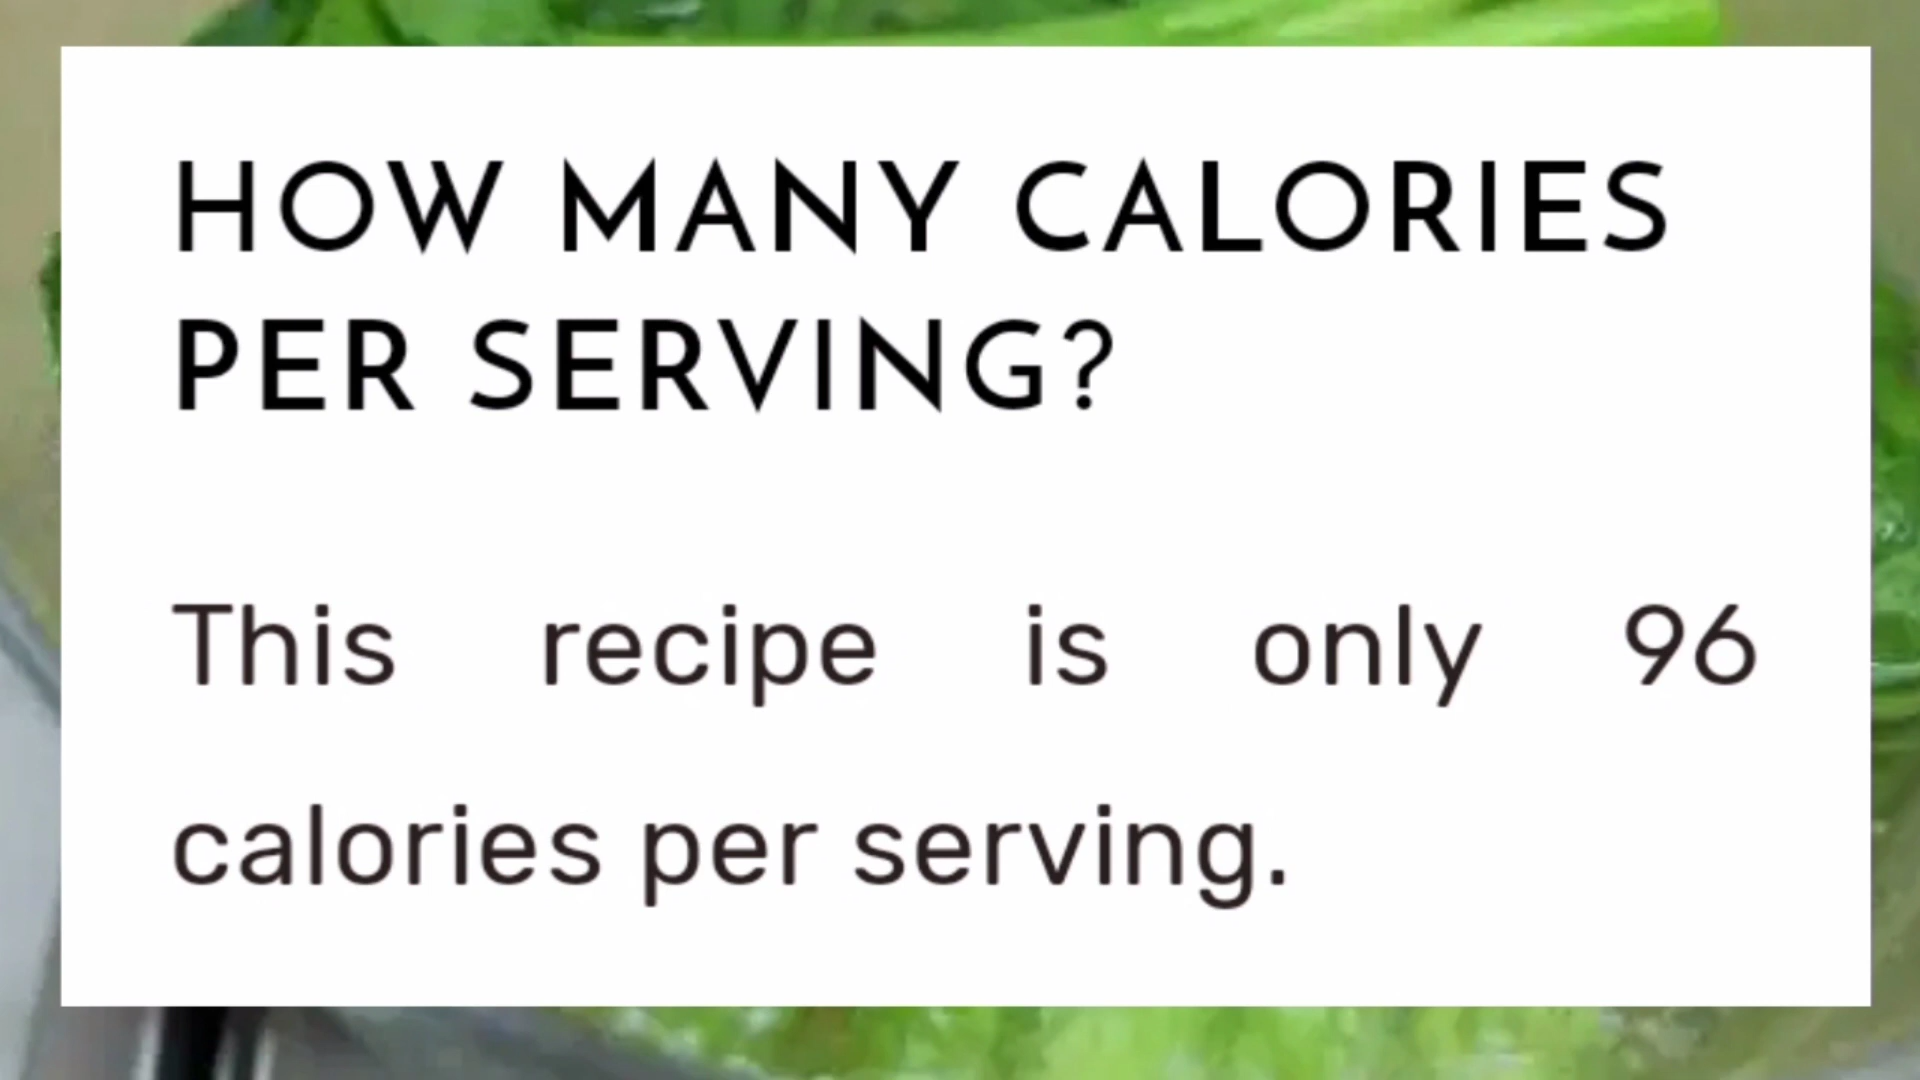 HOW MANY CALORIES
PER SERVING?
This recipe is only 96
calories per serving.